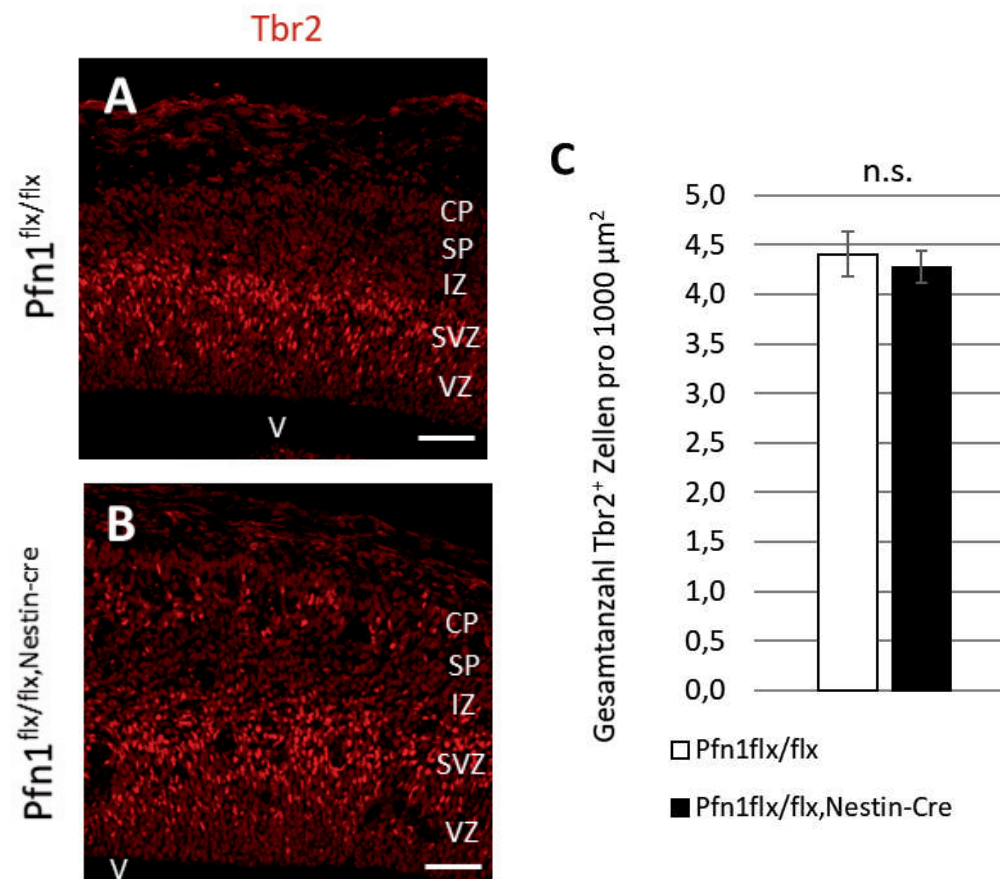 Tbr2
A
Pfn1flx/flx
CP
SP
IZ
SVZ
VZ
V
B
Pfn1flx/flx,Nestin-cre
CP
SP
IZ
SVZ
VZ
V
C
n.s.
Gesamtanzahl Tbr2+ Zellen pro 1000 µm2
5,0
4,5
4,0
3,5
3,0
2,5
2,0
1,5
1,0
0,5
0,0
Pfn1flx/flx
Pfn1flx/flx,Nestin-Cre